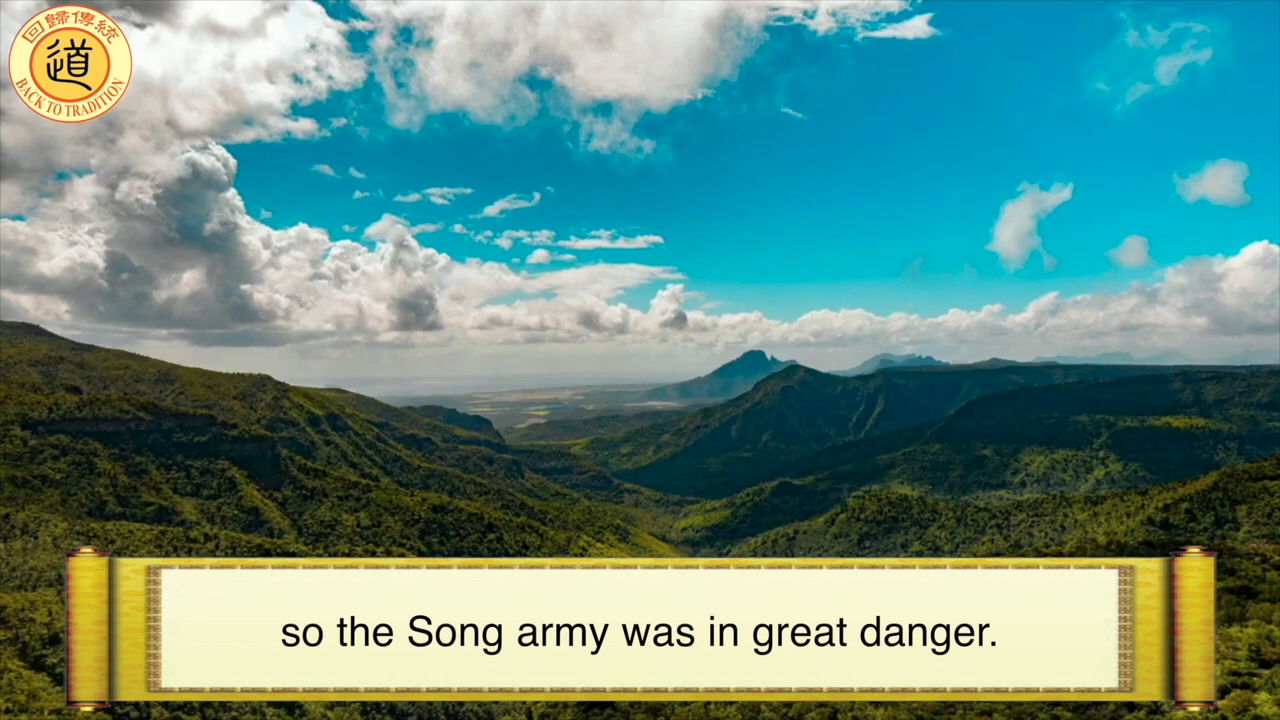 回歸傳統
道
BACK TO TRADITION
so the Song army was in great danger.